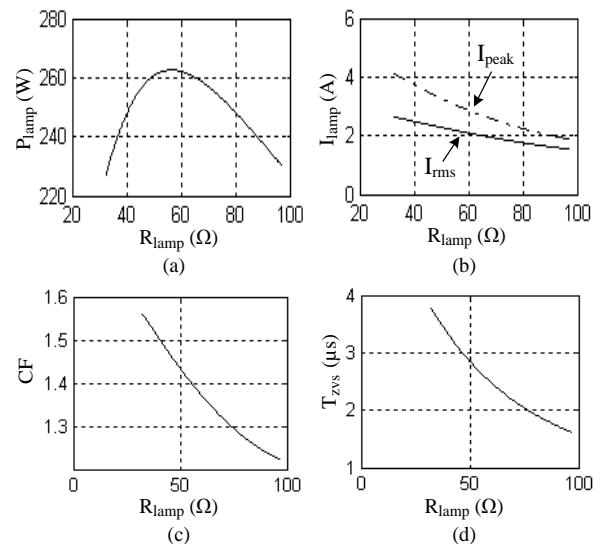 280
260
240
220
P_lamp (W)
20 40 60 80 100
R_lamp (Ω)
(a)
6
4
2
0
I_lamp (A)
I_peak
I_rms
20 40 60 80 100
R_lamp (Ω)
(b)
1.6
1.5
1.4
1.3
CF
0 50 100
R_lamp (Ω)
(c)
4
3
2
1
T_zvs (μs)
0 50 100
R_lamp (Ω)
(d)